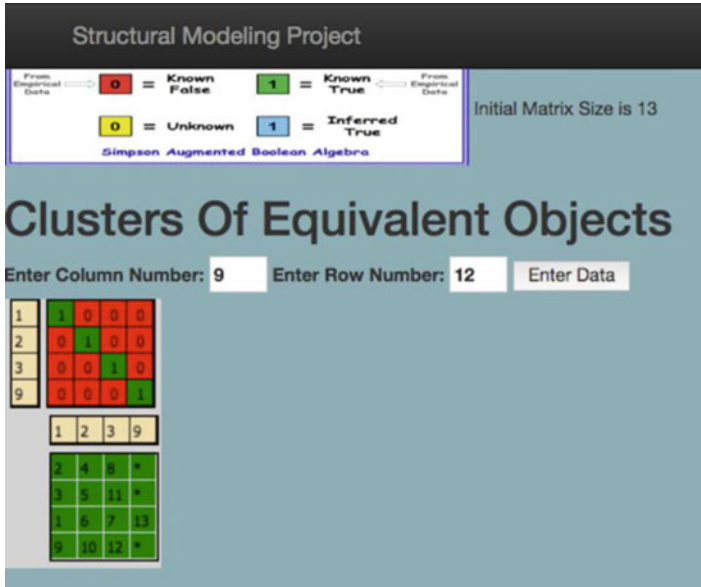 Structural Modeling Project
From Empirical Data 0 = Known False 1 = Known True From Empirical Data
0 = Unknown 1 = Inferred True
Simpson Augmented Boolean Algebra
Initial Matrix Size is 13
Clusters Of Equivalent Objects
Enter Column Number: 9 Enter Row Number: 12 Enter Data
1 1 0 0 0
2 0 1 0 0
3 0 0 1 0
9 0 0 0 1
1 2 3 9
2 4 8 *
3 5 11 *
1 6 7 13
9 10 12 *